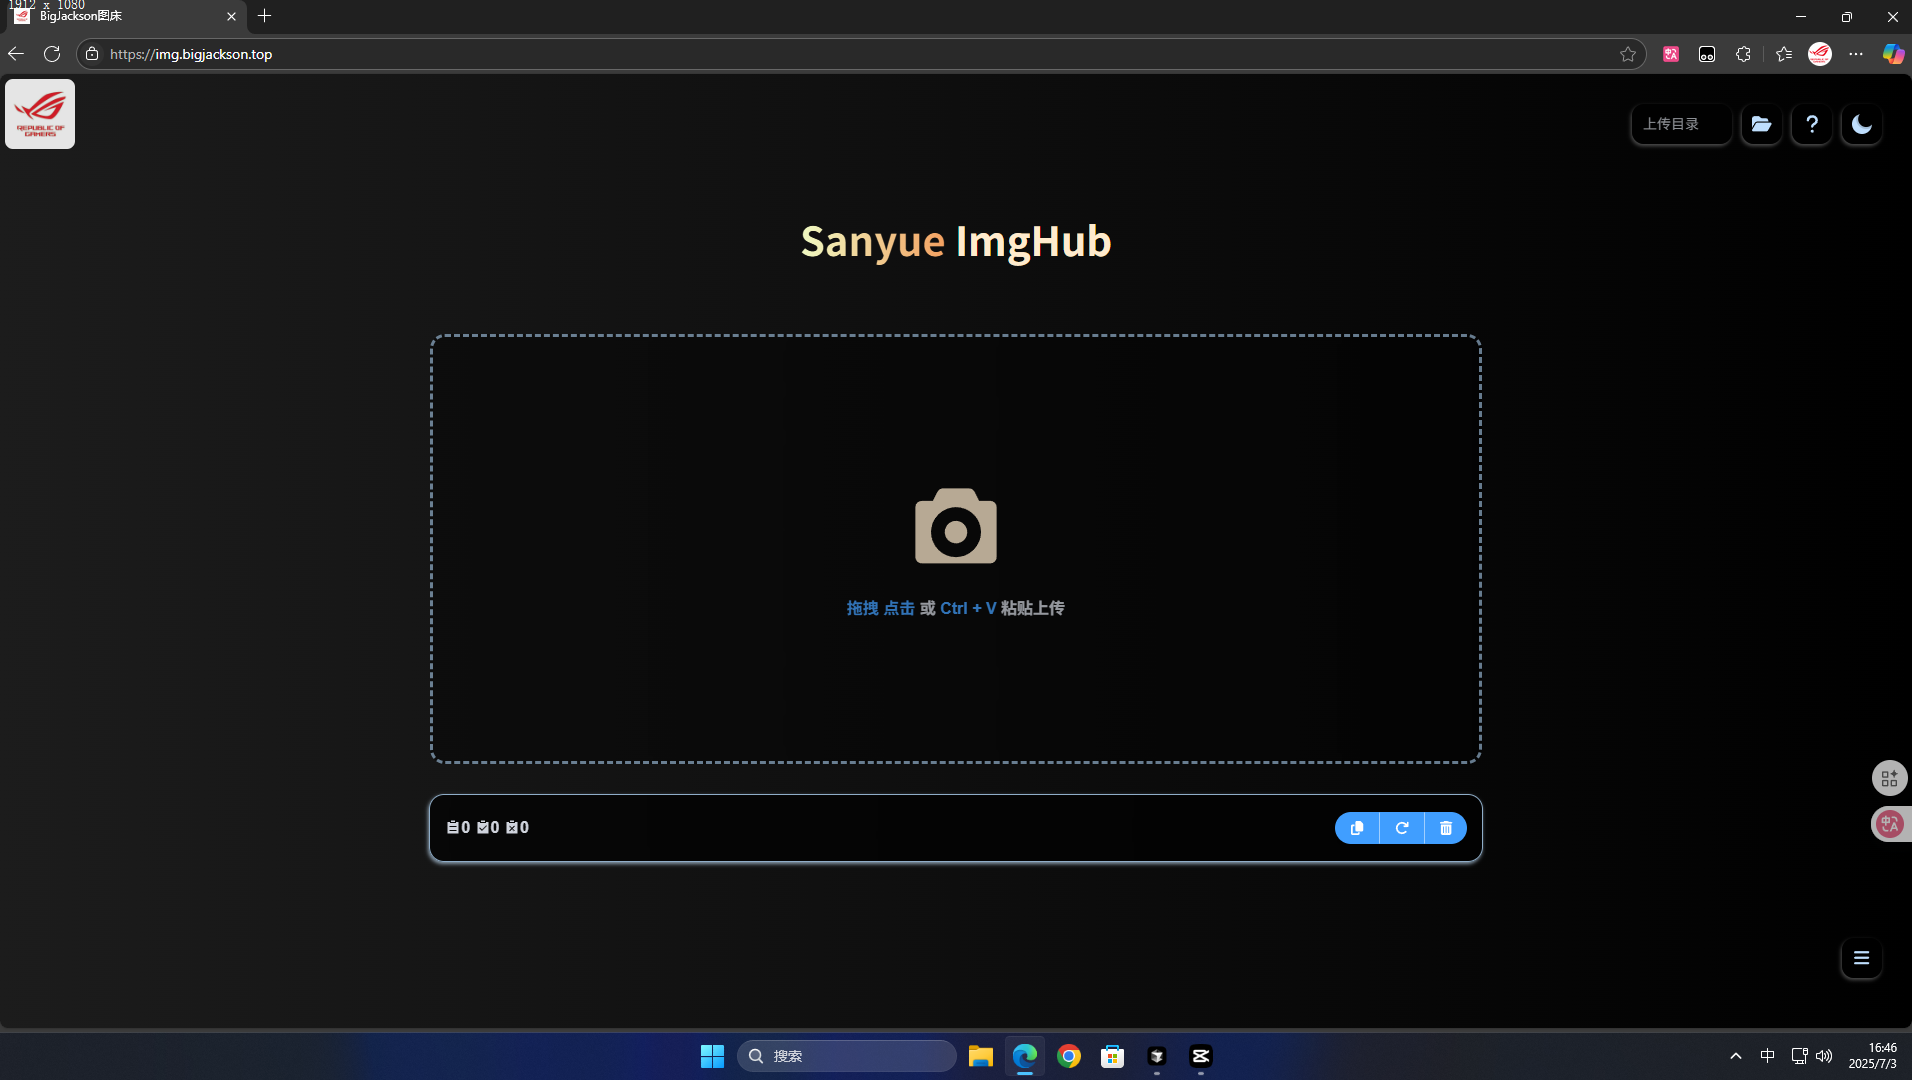 1912 x 1080
BigJackson图床
https://img.bigjackson.top
REPUBLIC OF
GAMERS
上传目录
Sanyue ImgHub
拖拽 点击 或 Ctrl + V 粘贴上传
0 0 0
搜索
中
16:46
2025/7/3